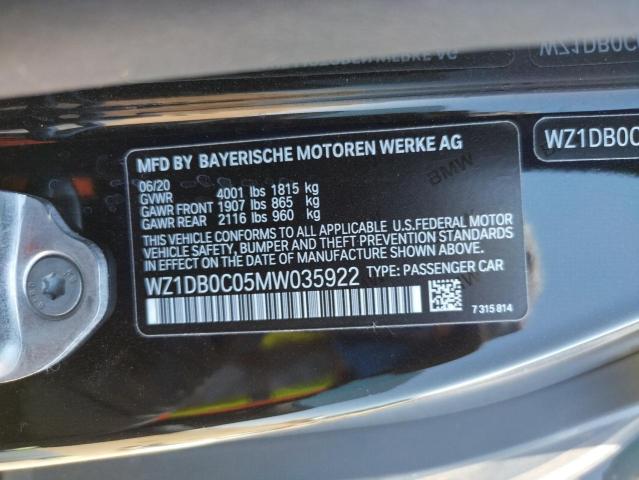 MFD BY BAYERISCHE MOTOREN WERKE AG
06/20
GVWR 4001 lbs 1815 kg
GAWR FRONT 1907 lbs 865 kg
GAWR REAR 2116 lbs 960 kg
THIS VEHICLE CONFORMS TO ALL APPLICABLE U.S. FEDERAL MOTOR
VEHICLE SAFETY, BUMPER AND THEFT PREVENTION STANDARDS
IN EFFECT ON THE DATE OF MANUFACTURE SHOWN ABOVE.
WZ1DB0C05MW035922 TYPE: PASSENGER CAR
7 315 814
BMW
BMW
WZ1DB0C
WZ1DB0C